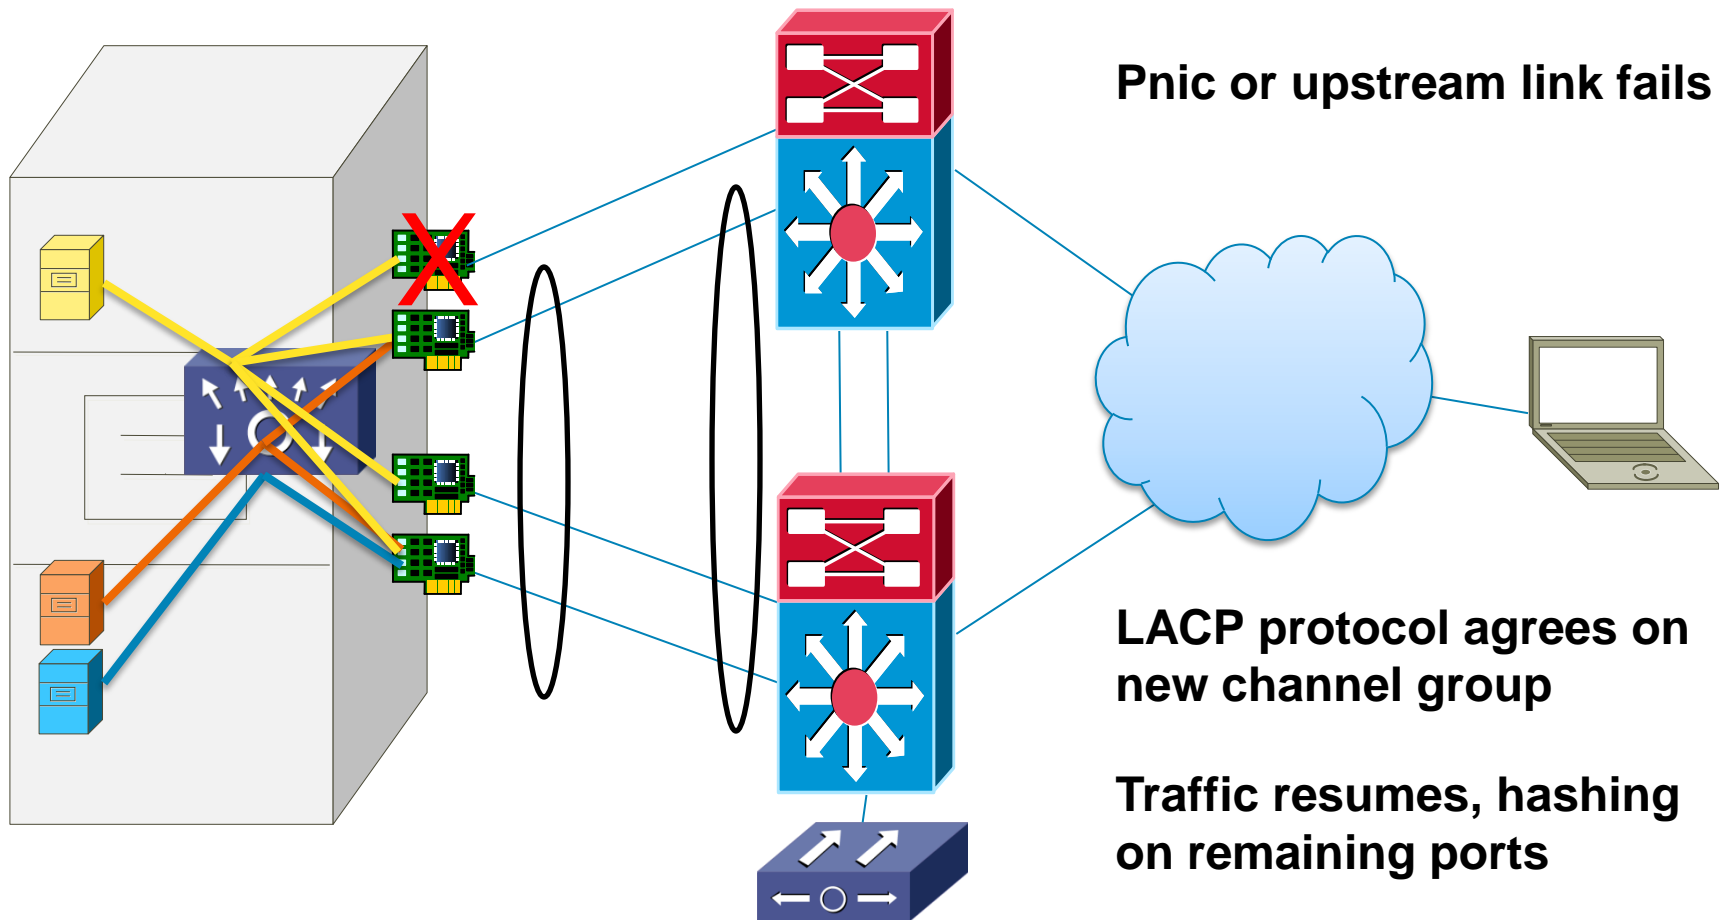 Pnic or upstream link fails
LACP protocol agrees on
new channel group
Traffic resumes, hashing
on remaining ports